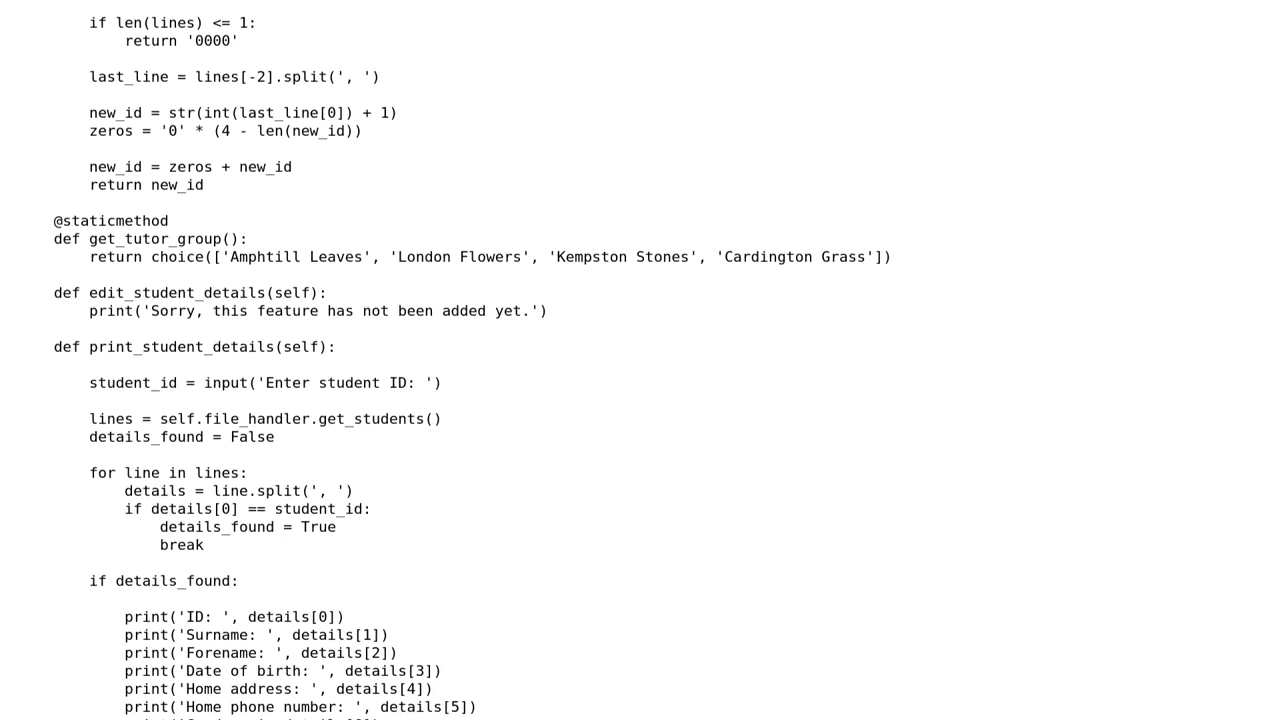 if len(lines) <= 1:
return '0000'
last_line = lines[-2].split(', ')
new_id = str(int(last_line[0]) + 1)
zeros = '0' * (4 - len(new_id))
new_id = zeros + new_id
return new_id
@staticmethod
def get_tutor_group():
return choice(['Amphtill Leaves', 'London Flowers', 'Kempston Stones', 'Cardington Grass'])
def edit_student_details(self):
print('Sorry, this feature has not been added yet.')
def print_student_details(self):
student_id = input('Enter student ID: ')
lines = self.file_handler.get_students()
details_found = False
for line in lines:
details = line.split(', ')
if details[0] == student_id:
details_found = True
break
if details_found:
print('ID: ', details[0])
print('Surname: ', details[1])
print('Forename: ', details[2])
print('Date of birth: ', details[3])
print('Home address: ', details[4])
print('Home phone number: ', details[5])